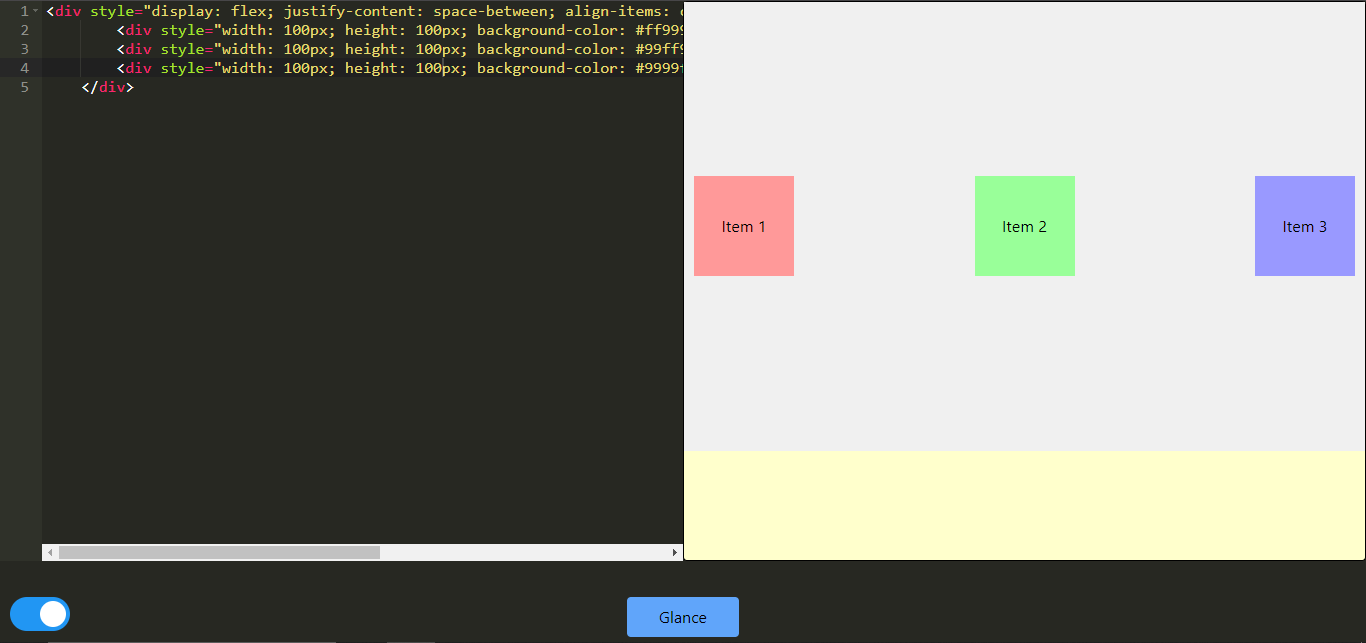 1 <div style="display: flex; justify-content: space-between; align-items:
2 <div style="width: 100px; height: 100px; background-color: #ff999
3 <div style="width: 100px; height: 100px; background-color: #99ff9
4 <div style="width: 100px; height: 100px; background-color: #9999f
5 </div>
Item 1 Item 2 Item 3
Glance